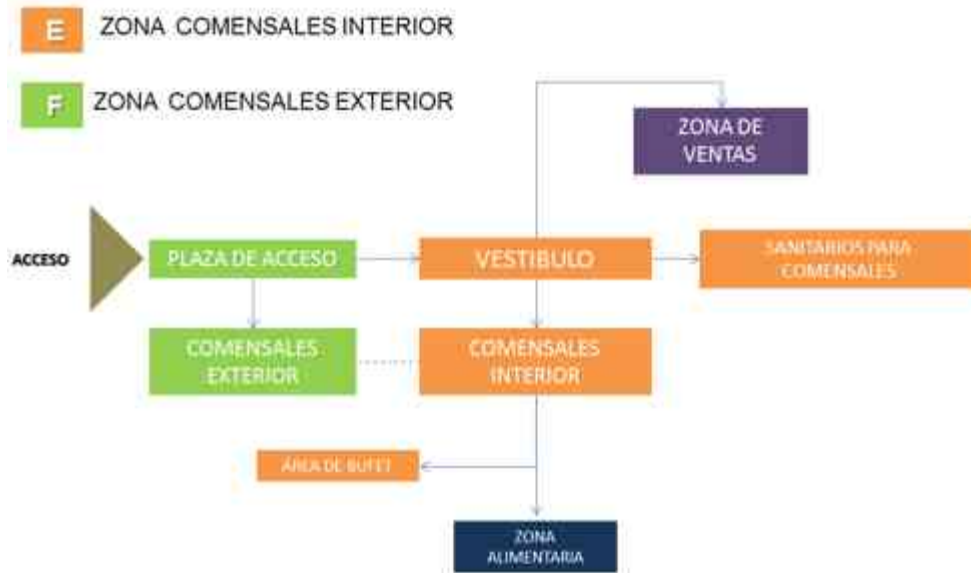 E ZONA COMENSALES INTERIOR
F ZONA COMENSALES EXTERIOR
ZONA DE
VENTAS
ACCESO
PLAZA DE ACCESO
VESTIBULO
SANITARIOS PARA
COMENSALES
COMENSALES
EXTERIOR
COMENSALES
INTERIOR
ÁREA DE BUFET
ZONA
ALIMENTARIA